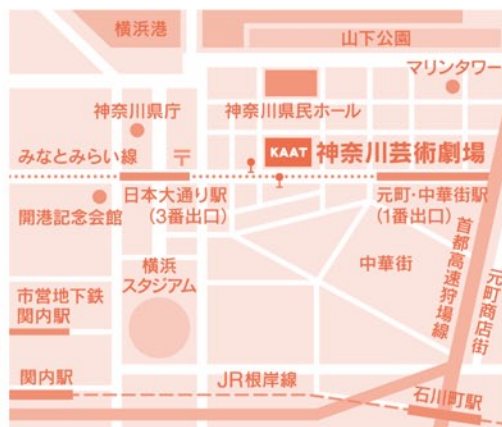 横浜港
山下公園
マリンタワー
神奈川県庁
神奈川県民ホール
みなとみらい線
〒
KAAT 神奈川芸術劇場
開港記念会館
日本大通り駅
(3番出口)
元町・中華街駅
(1番出口)
横浜
スタジアム
中華街
首都高速狩場線
元町商店街
市営地下鉄
関内駅
関内駅
JR根岸線
石川町駅